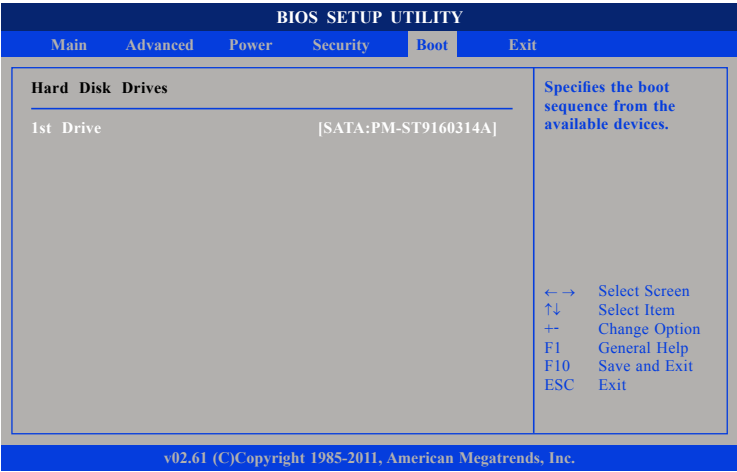 BIOS SETUP UTILITY
Main Advanced Power Security Boot Exit
Hard Disk Drives
1st Drive [SATA:PM-ST9160314A]
Specifies the boot
sequence from the
available devices.
←→ Select Screen
↑↓ Select Item
+- Change Option
F1 General Help
F10 Save and Exit
ESC Exit
v02.61 (C)Copyright 1985-2011, American Megatrends, Inc.